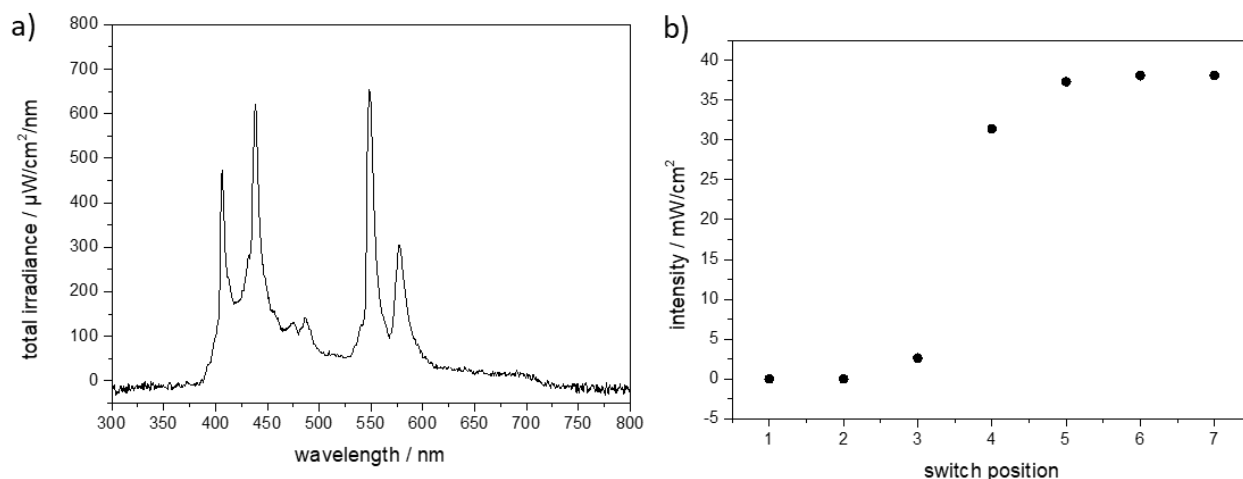 a)
total irradiance / µW/cm²/nm
800
700
600
500
400
300
200
100
0
300 350 400 450 500 550 600 650 700 750 800
wavelength / nm
b)
intensity / mW/cm²
40
35
30
25
20
15
10
5
0
-5
1 2 3 4 5 6 7
switch position